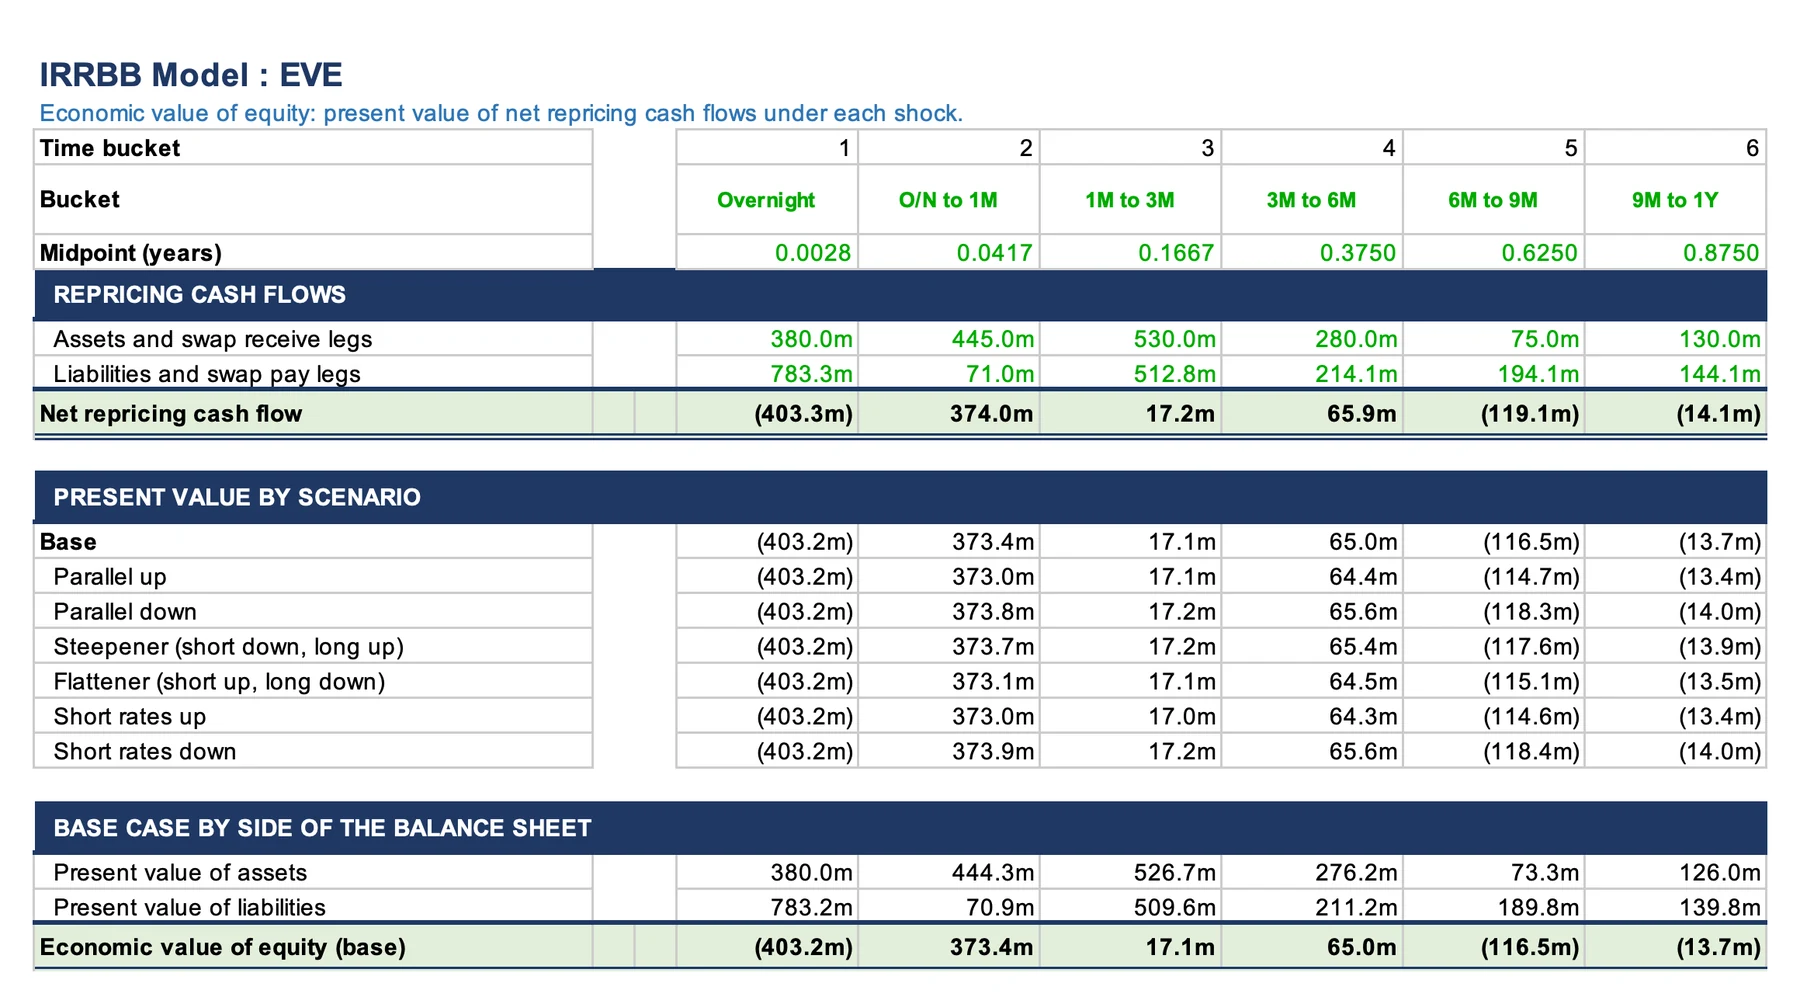 IRRBB Model : EVE
Economic value of equity: present value of net repricing cash flows under each shock.
Time bucket 1 2 3 4 5 6
Bucket Overnight O/N to 1M 1M to 3M 3M to 6M 6M to 9M 9M to 1Y
Midpoint (years) 0.0028 0.0417 0.1667 0.3750 0.6250 0.8750
REPRICING CASH FLOWS
Assets and swap receive legs 380.0m 445.0m 530.0m 280.0m 75.0m 130.0m
Liabilities and swap pay legs 783.3m 71.0m 512.8m 214.1m 194.1m 144.1m
Net repricing cash flow (403.3m) 374.0m 17.2m 65.9m (119.1m) (14.1m)
PRESENT VALUE BY SCENARIO
Base (403.2m) 373.4m 17.1m 65.0m (116.5m) (13.7m)
Parallel up (403.2m) 373.0m 17.1m 64.4m (114.7m) (13.4m)
Parallel down (403.2m) 373.8m 17.2m 65.6m (118.3m) (14.0m)
Steepener (short down, long up) (403.2m) 373.7m 17.2m 65.4m (117.6m) (13.9m)
Flattener (short up, long down) (403.2m) 373.1m 17.1m 64.5m (115.1m) (13.5m)
Short rates up (403.2m) 373.0m 17.0m 64.3m (114.6m) (13.4m)
Short rates down (403.2m) 373.9m 17.2m 65.6m (118.4m) (14.0m)
BASE CASE BY SIDE OF THE BALANCE SHEET
Present value of assets 380.0m 444.3m 526.7m 276.2m 73.3m 126.0m
Present value of liabilities 783.2m 70.9m 509.6m 211.2m 189.8m 139.8m
Economic value of equity (base) (403.2m) 373.4m 17.1m 65.0m (116.5m) (13.7m)